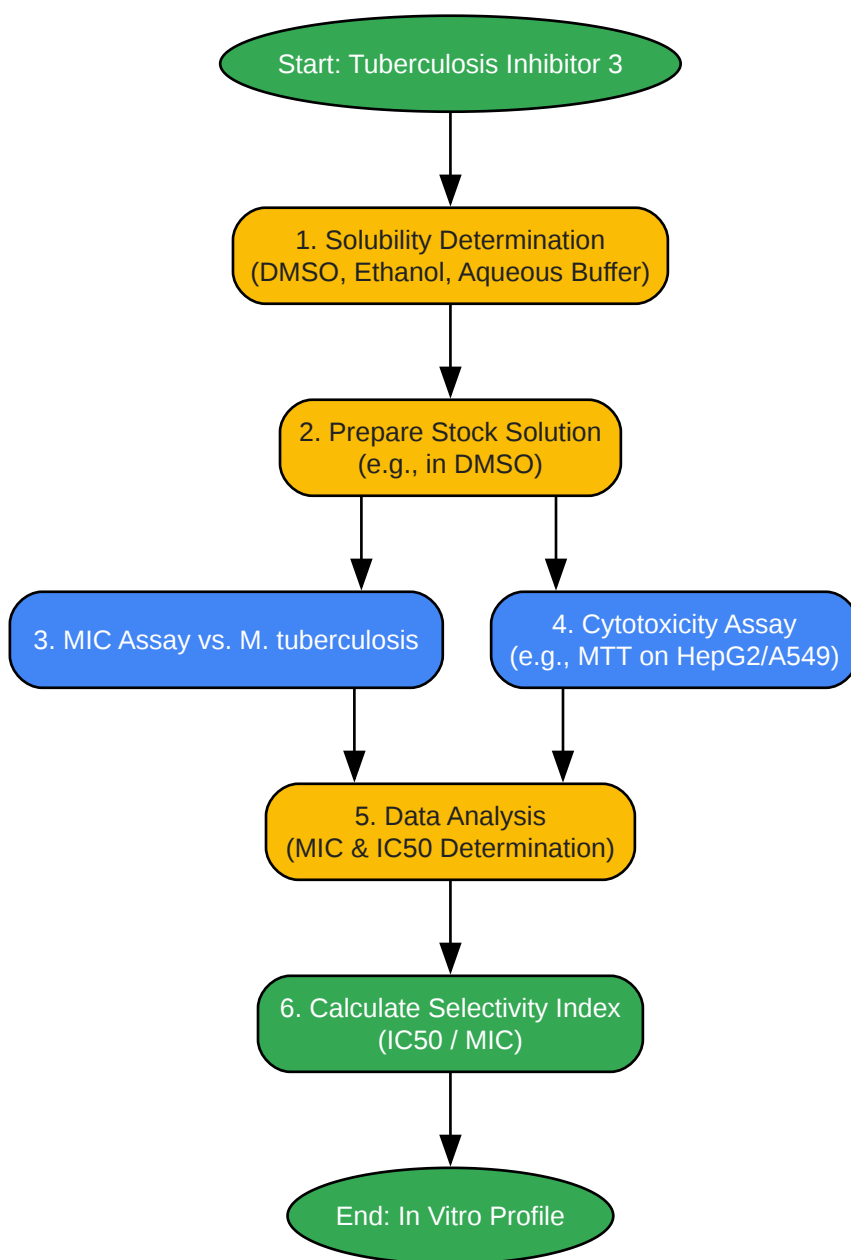 Start: Tuberculosis Inhibitor 3
1. Solubility Determination
(DMSO, Ethanol, Aqueous Buffer)
2. Prepare Stock Solution
(e.g., in DMSO)
3. MIC Assay vs. M. tuberculosis
4. Cytotoxicity Assay
(e.g., MTT on HepG2/A549)
5. Data Analysis
(MIC & IC50 Determination)
6. Calculate Selectivity Index
(IC50 / MIC)
End: In Vitro Profile